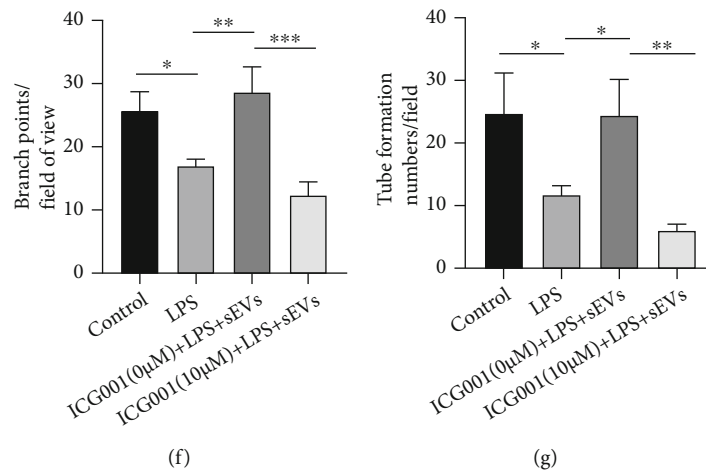 Branch points/
field of view
40
30
20
10
0
*
**
***
Control
LPS
ICG001(0μM)+LPS+sEVs
ICG001(10μM)+LPS+sEVs
(f)
Tube formation
numbers/field
40
30
20
10
0
*
*
**
Control
LPS
ICG001(0μM)+LPS+sEVs
ICG001(10μM)+LPS+sEVs
(g)